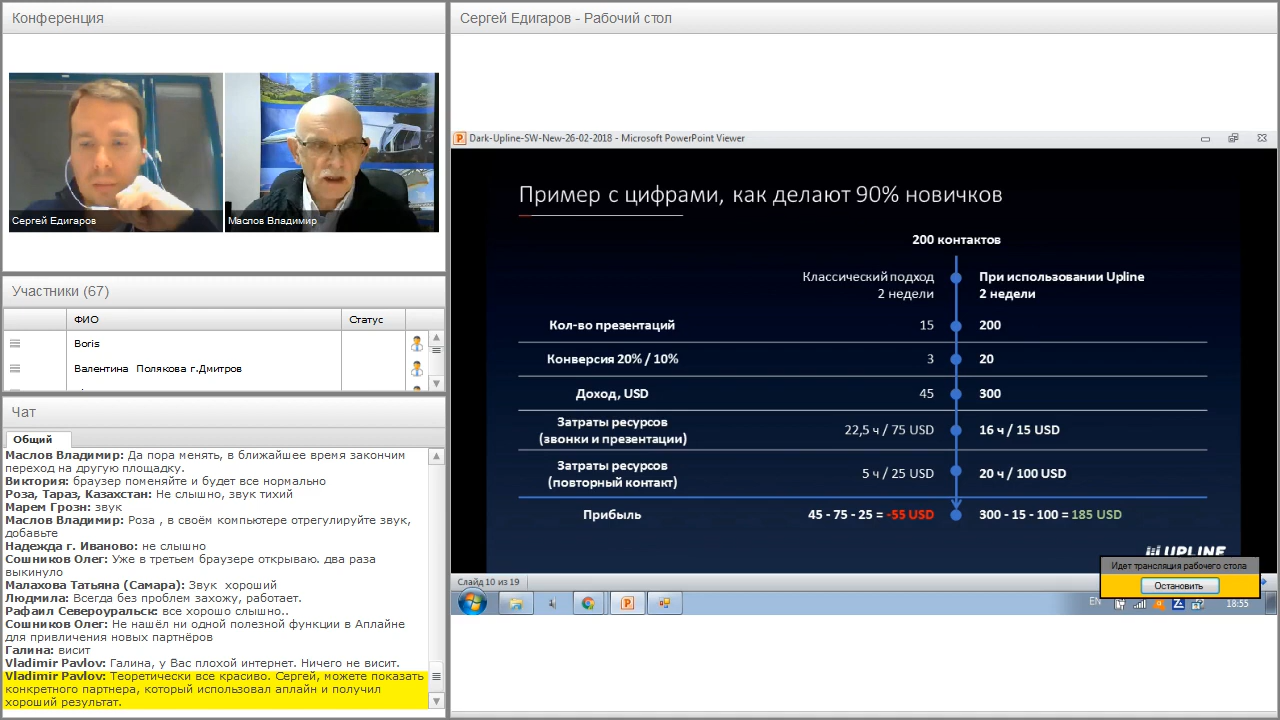 Конференция
Сергей Едигаров
Маслов Владимир
Участники (67)
ФИО
Статус
Boris
Валентина Полякова г.Дмитров
Чат
Общий
Маслов Владимир: Да пора менять, в ближайшее время закончим
переход на другую площадку.
Виктория: браузер поменяйте и будет все нормально
Роза, Тараз, Казахстан: Не слышно, звук тихий
Марем Грозн: звук
Маслов Владимир: Роза , в своём компьютере отрегулируйте звук,
добавьте
Надежда г. Иваново: не слышно
Сошников Олег: Уже в третьем браузере открываю. два раза
выкинуло
Малахова Татьяна (Самара): Звук хороший
Людмила: Всегда без проблем захожу, работает.
Рафаил Североуральск: все хорошо слышно..
Сошников Олег: Не нашёл ни одной полезной функции в Аплайне
для привличения новых партнёров
Галина: висит
Vladimir Pavlov: Галина, у Вас плохой интернет. Ничего не висит.
Vladimir Pavlov: Теоретически все красиво. Сергей, можете показать
конкретного партнера, который использовал аплайн и получил
хороший результат.
Сергей Едигаров - Рабочий стол
Dark-Upline-SW-New-26-02-2018 - Microsoft PowerPoint Viewer
Пример с цифрами, как делают 90% новичков
200 контактов
Классический подход
2 недели
При использовании Upline
2 недели
Кол-во презентаций 15 200
Конверсия 20% / 10% 3 20
Доход, USD 45 300
Затраты ресурсов
(звонки и презентации)
22,5 ч / 75 USD 16 ч / 15 USD
Затраты ресурсов
(повторный контакт)
5 ч / 25 USD 20 ч / 100 USD
Прибыль 45 - 75 - 25 = -55 USD 300 - 15 - 100 = 185 USD
UPLINE
Идет трансляция рабочего стола
Остановить
Слайд 10 из 19
EN
18:55